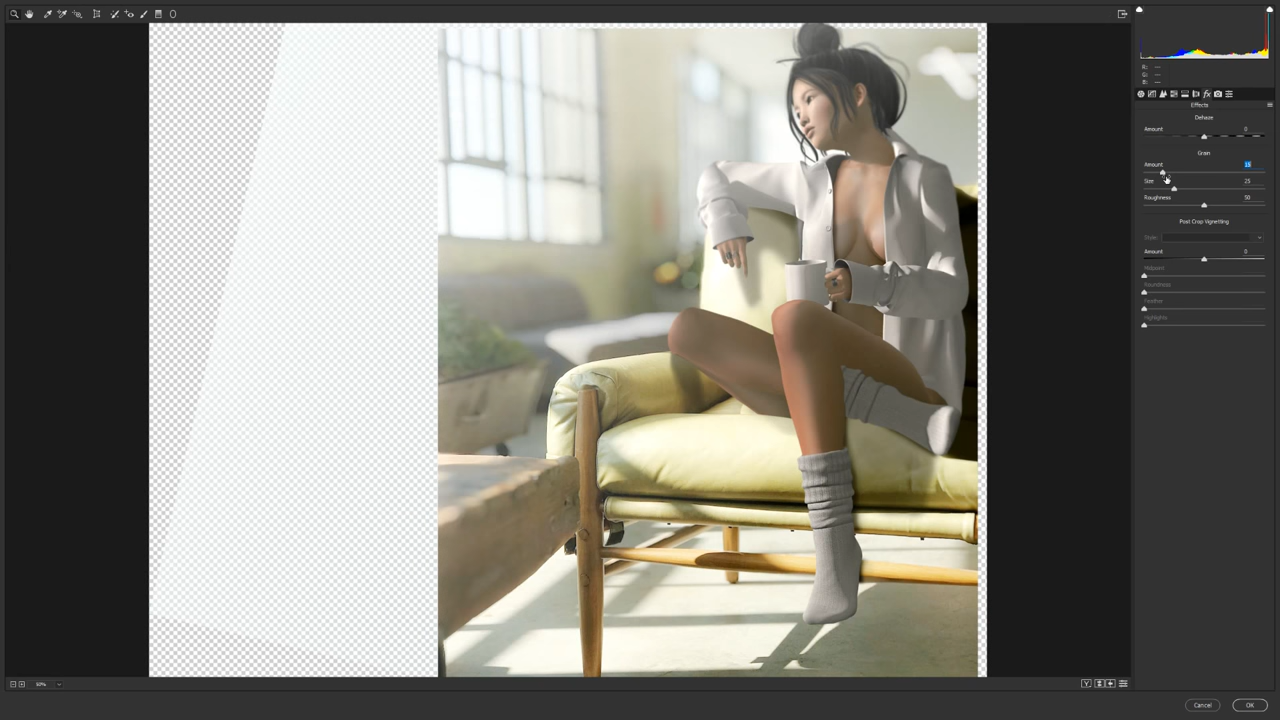 R: ---
G: ---
B: ---
Effects
Dehaze
Amount 0
Grain
Amount 15
Size 25
Roughness 50
Post Crop Vignetting
Style:
Amount 0
Midpoint
Roundness
Feather
Highlights
50%
Y
Cancel OK